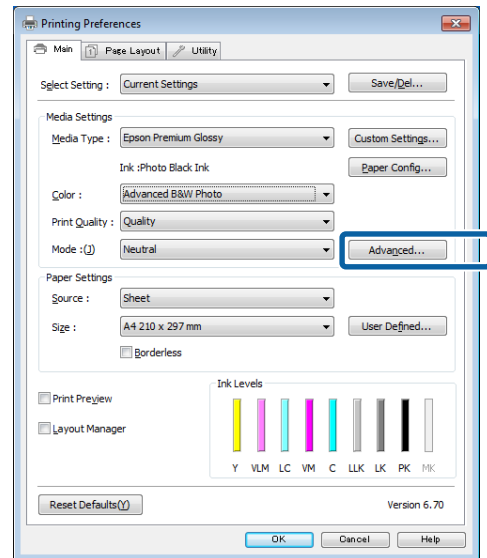 Printing Preferences
Main Page Layout Utility
Select Setting : Current Settings Save/Del...
Media Settings
Media Type : Epson Premium Glossy Custom Settings...
Ink :Photo Black Ink Paper Config...
Color : Advanced B&W Photo
Print Quality : Quality
Mode :(J) Neutral Advanced...
Paper Settings
Source : Sheet
Size : A4 210 x 297 mm User Defined...
Borderless
Ink Levels
Print Preview
Layout Manager
Y VLM LC VM C LLK LK PK MK
Reset Defaults(Y) Version 6.70
OK Cancel Help